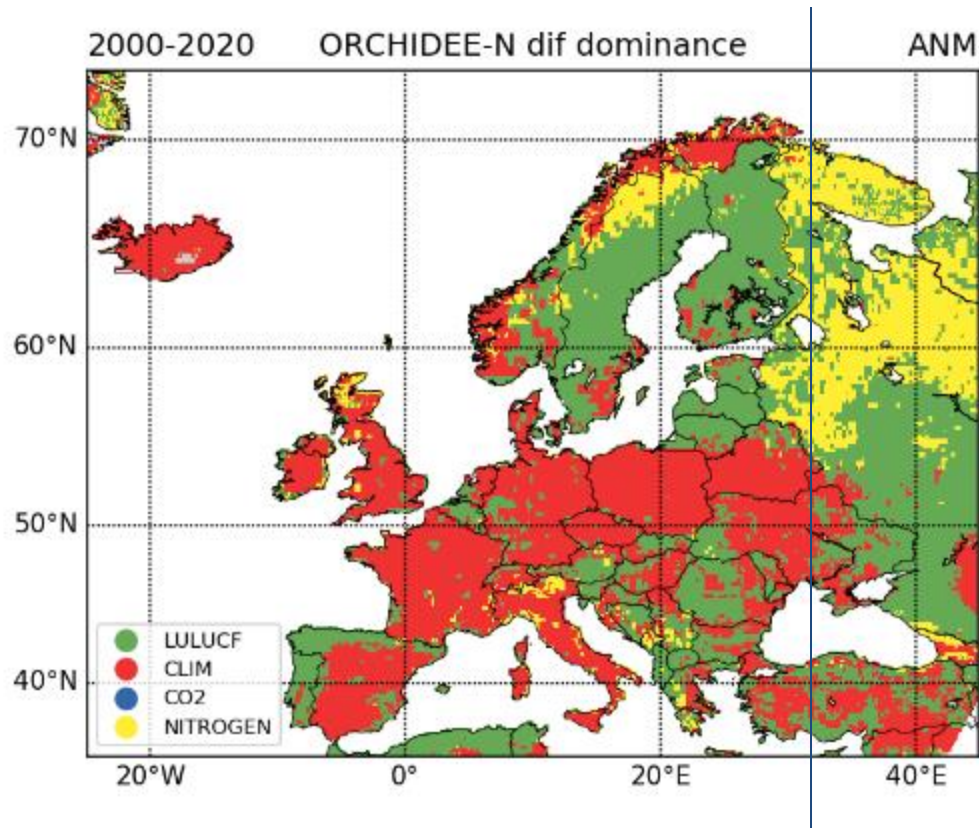 2000-2020 ORCHIDEE-N dif dominance ANM
70°N
60°N
50°N
40°N
LULUCF
CLIM
CO2
NITROGEN
20°W 0° 20°E 40°E